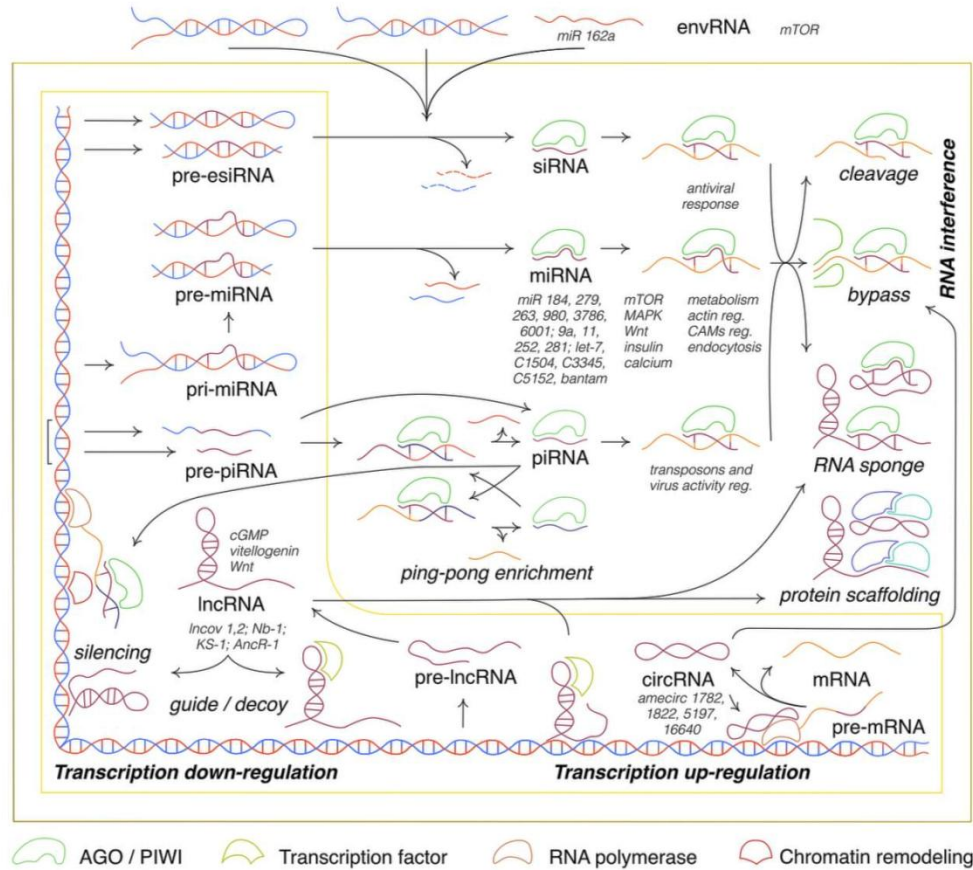 miR 162a
envRNA
mTOR
pre-esiRNA
siRNA
antiviral
response
cleavage
RNA interference
pre-miRNA
miRNA
miR 184, 279,
263, 980, 3786,
6001; 9a, 11,
252, 281; let-7,
C1504, C3345,
C5152, bantam
mTOR
MAPK
Wnt
insulin
calcium
metabolism
actin reg.
CAMs reg.
endocytosis
bypass
pri-miRNA
pre-piRNA
piRNA
transposons and
virus activity reg.
RNA sponge
ping-pong enrichment
protein scaffolding
cGMP
vitellogenin
Wnt
lncRNA
lncov 1,2; Nb-1;
KS-1; AncR-1
silencing
guide / decoy
pre-lncRNA
circRNA
amecirc 1782,
1822, 5197,
16640
mRNA
pre-mRNA
Transcription down-regulation
Transcription up-regulation
AGO / PIWI
Transcription factor
RNA polymerase
Chromatin remodeling